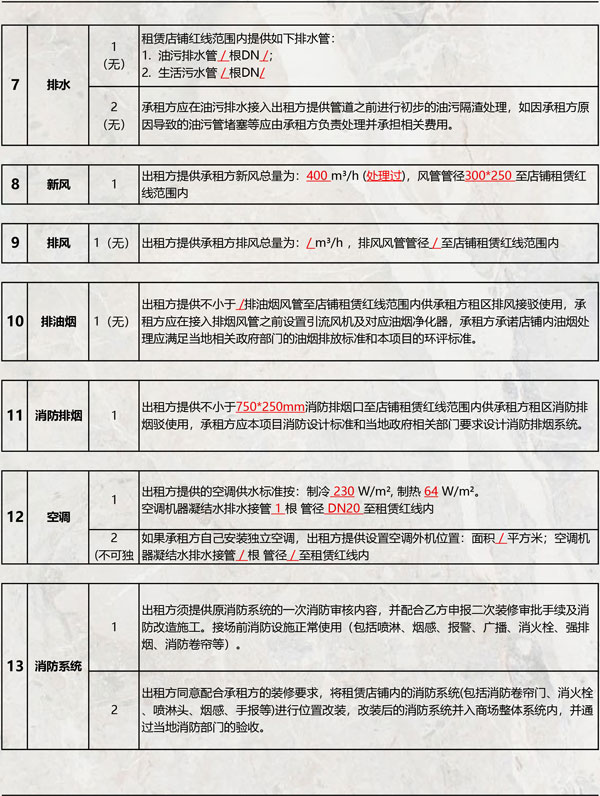 7
排水
1
(无)
租赁店铺红线范围内提供如下排水管：
1. 油污排水管 / 根DN /；
2. 生活污水管 / 根DN/
2
(无)
承租方应在油污排水接入出租方提供管道之前进行初步的油污隔渣处理，如因承租方原
因导致的油污管堵塞等应由承租方负责处理并承担相关费用。
8
新风
1
出租方提供承租方新风总量为：400 m³/h (处理过)，风管管径300*250 至店铺租赁红
线范围内
9
排风
1（无）
出租方提供承租方排风总量为：/ m³/h ，排风风管管径 / 至店铺租赁红线范围内
10
排油烟
1（无）
出租方提供不小于 /排油烟风管至店铺租赁红线范围内供承租方租区排风接驳使用，承
租方应在接入排烟风管之前设置引流风机及对应油烟净化器，承租方承诺店铺内油烟处
理应满足当地相关政府部门的油烟排放标准和本项目的环评标准。
11
消防排烟
1
出租方提供不小于750*250mm消防排烟口至店铺租赁红线范围内供承租方租区消防排
烟驳使用，承租方应本项目消防设计标准和当地政府相关部门要求设计消防排烟系统。
12
空调
1
出租方提供的空调供水标准按：制冷 230 W/m², 制热 64 W/m²。
空调机器凝结水排水接管 1 根 管径 DN20 至租赁红线内
2
(不可独
如果承租方自己安装独立空调，出租方提供设置空调外机位置：面积 / 平方米；空调机
器凝结水排水接管 / 根 管径 / 至租赁红线内
13
消防系统
1
出租方须提供原消防系统的一次消防审核内容，并配合乙方申报二次装修审批手续及消
防改造施工。接场前消防设施正常使用（包括喷淋、烟感、报警、广播、消火栓、强排
烟、消防卷帘等）。
2
出租方同意配合承租方的装修要求，将租赁店铺内的消防系统(包括消防卷帘门、消火栓
、喷淋头、烟感、手报等)进行位置改装，改装后的消防系统并入商场整体系统内，并通
过当地消防部门的验收。